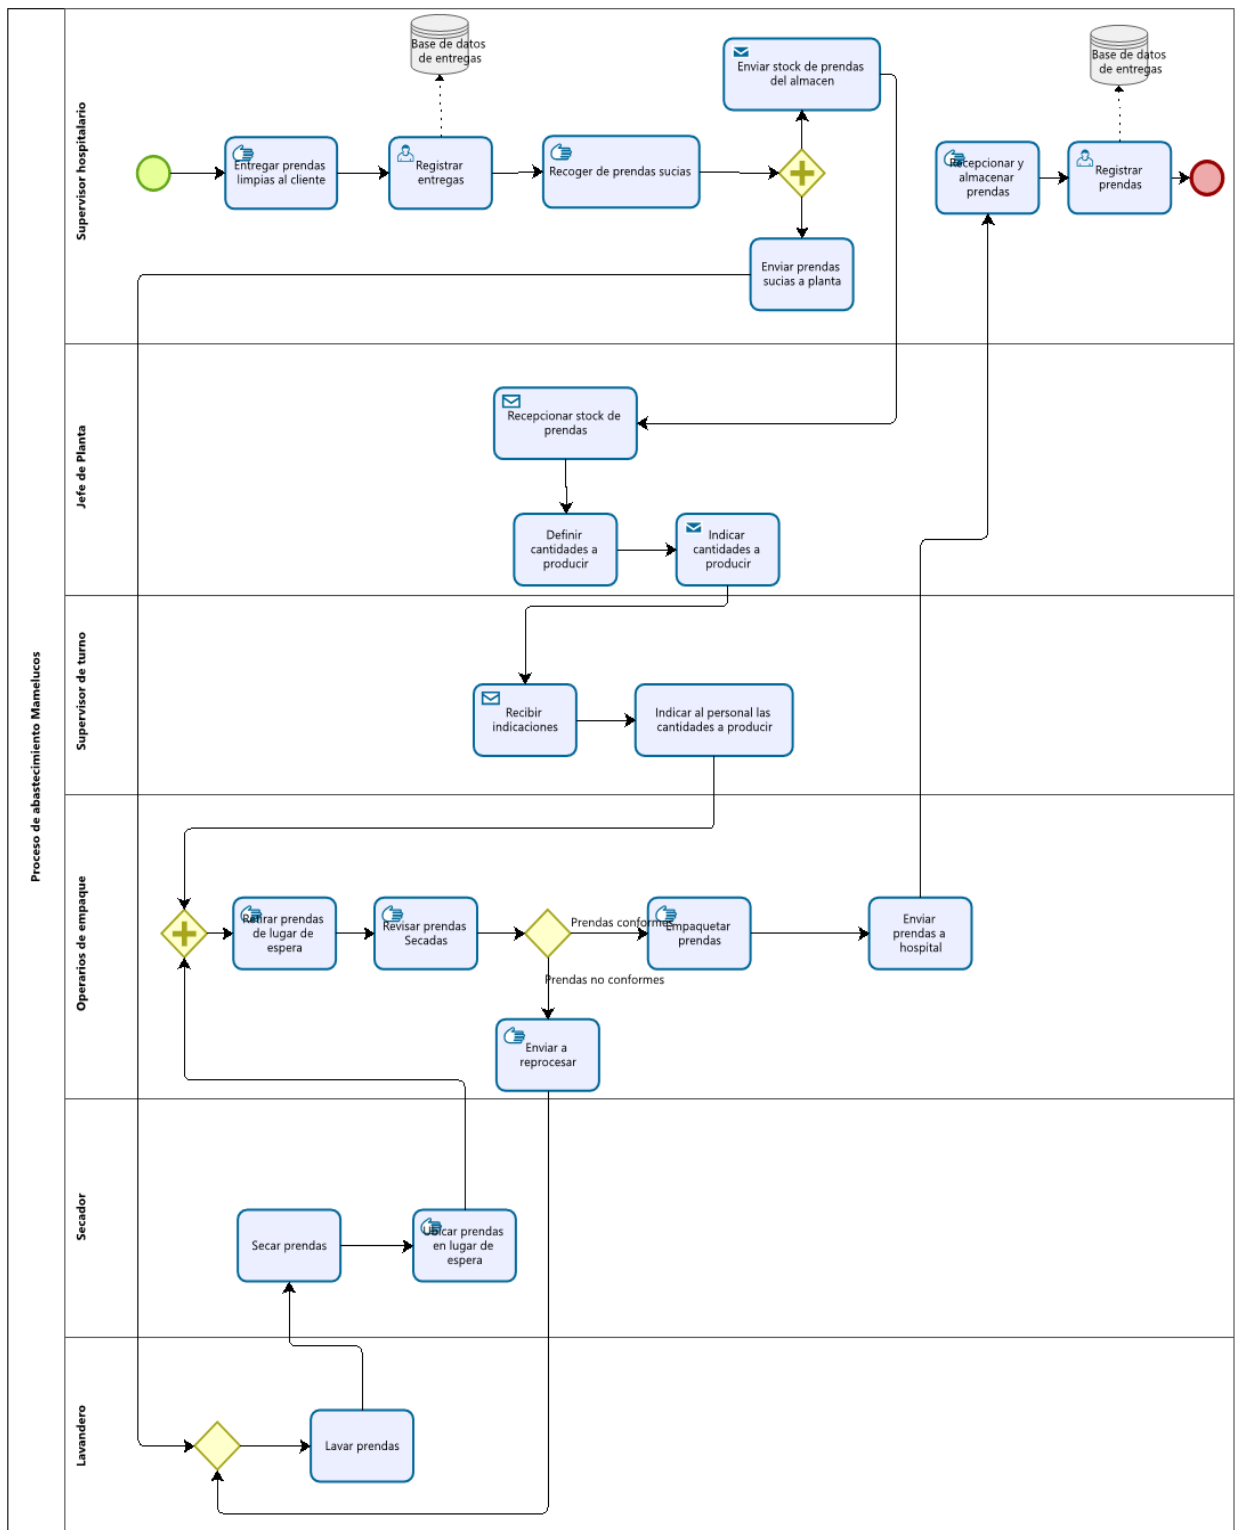 Proceso de abastecimiento Mamelucos
Supervisor hospitalario
Base de datos
de entregas
Entregar prendas
limpias al cliente
Registrar
entregas
Recoger de prendas sucias
Enviar stock de prendas
del almacen
Enviar prendas
sucias a planta
Recepcionar y
almacenar
prendas
Base de datos
de entregas
Registrar
prendas
Jefe de Planta
Recepcionar stock de
prendas
Definir
cantidades a
producir
Indicar
cantidades a
producir
Supervisor de turno
Recibir
indicaciones
Indicar al personal las
cantidades a producir
Operarios de empaque
Retirar prendas
de lugar de
espera
Revisar prendas
Secadas
Prendas conformes
Prendas no conformes
Empaquetar
prendas
Enviar
prendas a
hospital
Enviar a
reprocesar
Secador
Secar prendas
Ubicar prendas
en lugar de
espera
Lavandero
Lavar prendas